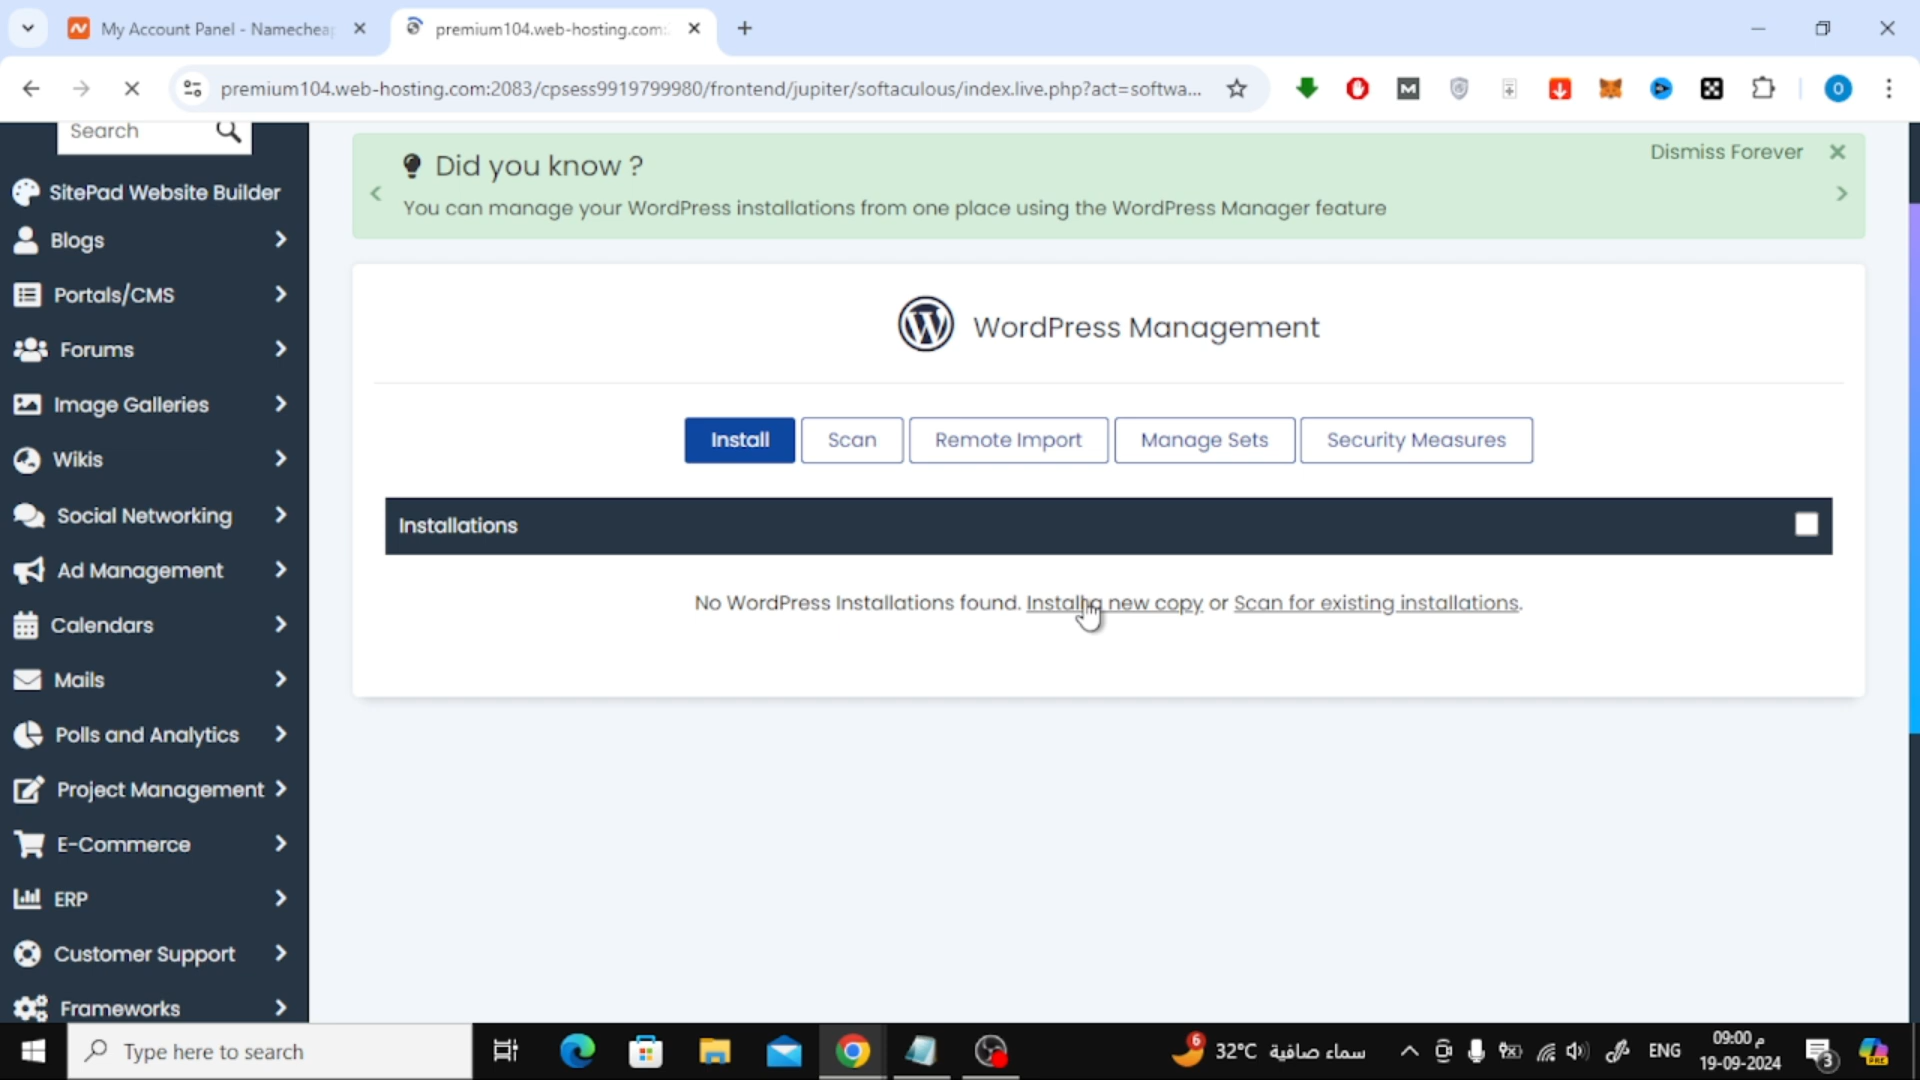 My Account Panel - Namecheap
premium104.web-hosting.com:
premium104.web-hosting.com:2083/cpsess9919799980/frontend/jupiter/softaculous/index.live.php?act=softwa...
O
Search
SitePad Website Builder
Blogs
Portals/CMS
Forums
Image Galleries
Wikis
Social Networking
Ad Management
Calendars
Mails
Polls and Analytics
Project Management
E-Commerce
ERP
Customer Support
Frameworks
Did you know ?
Dismiss Forever
You can manage your WordPress installations from one place using the WordPress Manager feature
WordPress Management
Install
Scan
Remote Import
Manage Sets
Security Measures
Installations
No WordPress Installations found. Install a new copy or Scan for existing installations.
Type here to search
6
32°C سماء صافية
ENG
09:00 م
19-09-2024
3
PRE